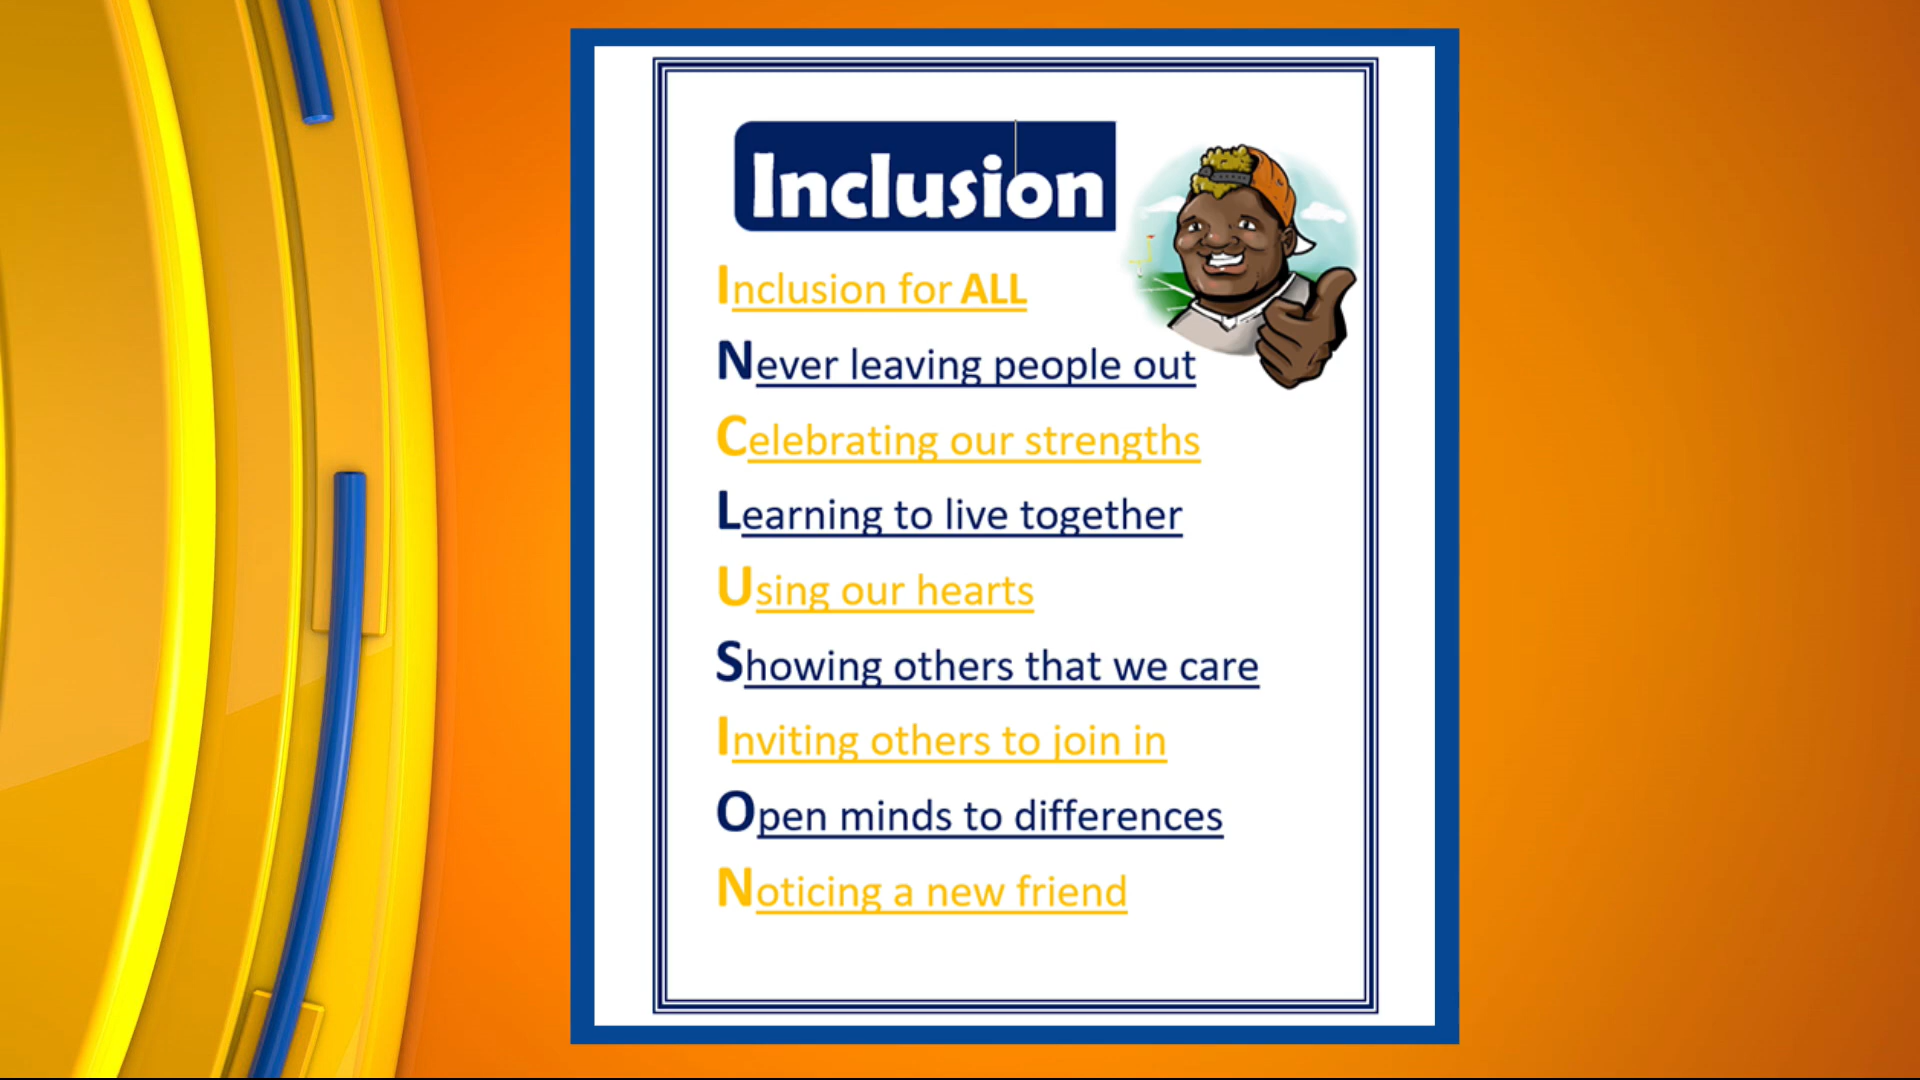 Inclusion
Inclusion for ALL
Never leaving people out
Celebrating our strengths
Learning to live together
Using our hearts
Showing others that we care
Inviting others to join in
Open minds to differences
Noticing a new friend